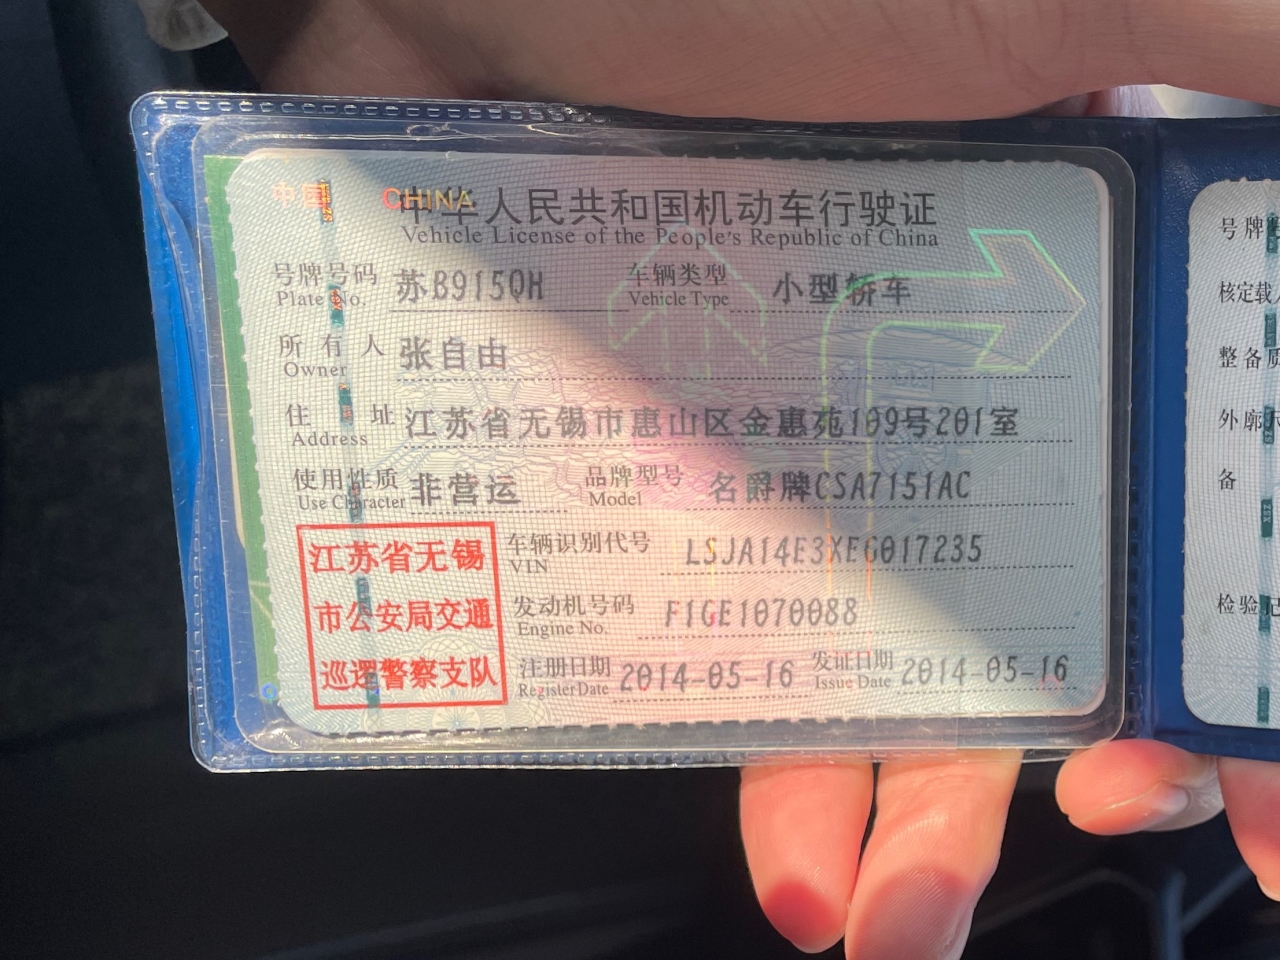 中国 CHINA
中华人民共和国机动车行驶证
Vehicle License of the People's Republic of China
号牌号码 苏B915QH 车辆类型 小型轿车
Plate No. Vehicle Type
所有人 张自由
Owner
住址 江苏省无锡市惠山区金惠苑109号201室
Address
使用性质 非营运 品牌型号 名爵牌CSA7151AC
Use Character Model
江苏省无锡
市公安局交通
巡逻警察支队
车辆识别代号 LSJA14E3XEG017235
VIN
发动机号码 F1GE1070088
Engine No.
注册日期 2014-05-16 发证日期 2014-05-16
Register Date Issue Date
号牌
核定载
整备质
外廓
备
检验记